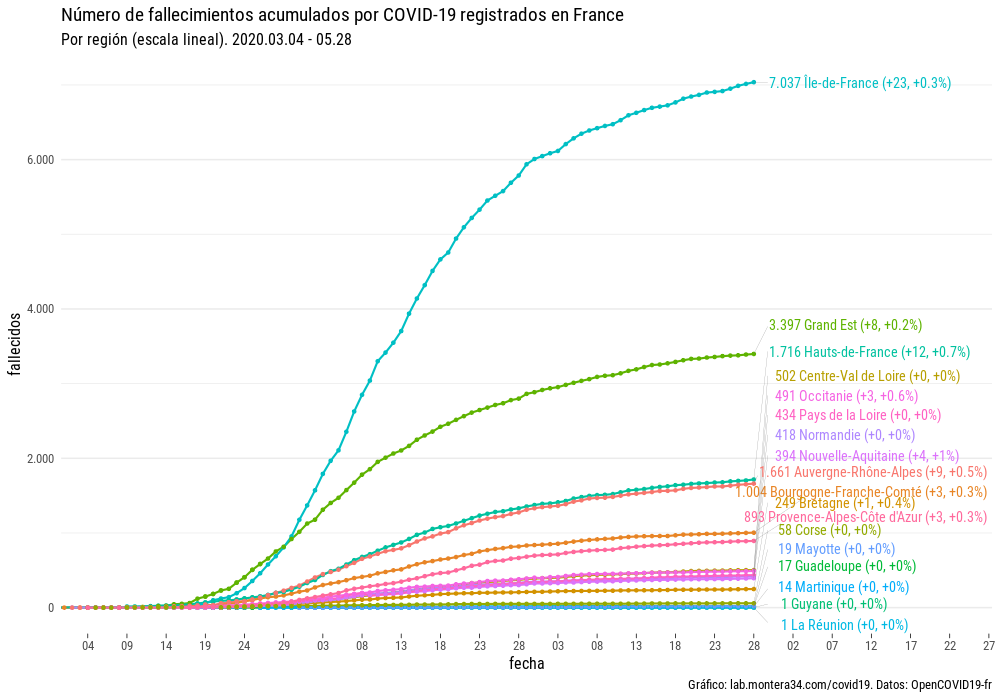 Número de fallecimientos acumulados por COVID-19 registrados en France
Por región (escala lineal). 2020.03.04 - 05.28
7.037 Île-de-France (+23, +0.3%)
6.000
4.000
3.397 Grand Est (+8, +0.2%)
fallecidos
1.716 Hauts-de-France (+12, +0.7%)
502 Centre-Val de Loire (+0, +0%)
491 Occitanie (+3, +0.6%)
434 Pays de la Loire (+0, +0%)
418 Normandie (+0, +0%)
394 Nouvelle-Aquitaine (+4, +1%)
2.000
1.661 Auvergne-Rhône-Alpes (+9, +0.5%)
1.004 Bourgogne-Franche-Comté (+3, +0.3%)
249 Bretagne (+1, +0.4%)
893 Provence-Alpes-Côte d'Azur (+3, +0.3%)
58 Corse (+0, +0%)
19 Mayotte (+0, +0%)
17 Guadeloupe (+0, +0%)
14 Martinique (+0, +0%)
1 Guyane (+0, +0%)
0
1 La Réunion (+0, +0%)
04 09 14 19 24 29 03 08 13 18 23 28 03 08 13 18 23 28 02 07 12 17 22 27
fecha
Gráfico: lab.montera34.com/covid19. Datos: OpenCOVID19-fr